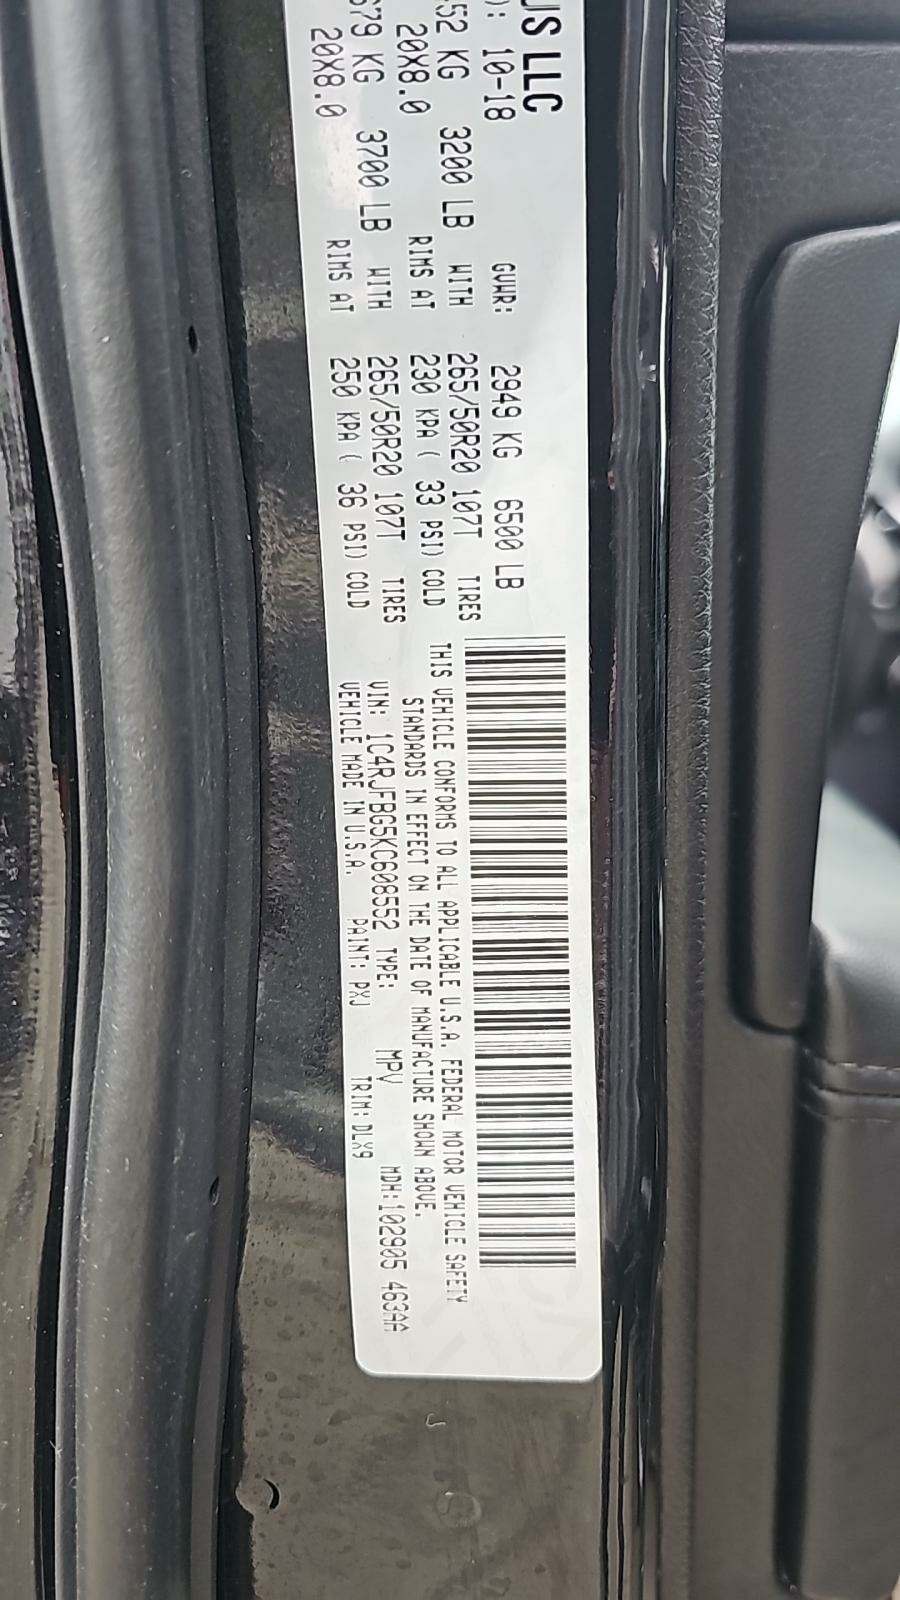 US LLC
): 10-18 GVWR: 2949 KG 6500 LB
452 KG 3200 LB WITH 265/50R20 107T TIRES
20X8.0 RIMS AT 230 KPA ( 33 PSI) COLD
679 KG 3700 LB WITH 265/50R20 107T TIRES
20X8.0 RIMS AT 250 KPA ( 36 PSI) COLD
THIS VEHICLE CONFORMS TO ALL APPLICABLE U.S.A. FEDERAL MOTOR VEHICLE SAFETY
STANDARDS IN EFFECT ON THE DATE OF MANUFACTURE SHOWN ABOVE.
VIN: 1C4RJFBG5KC608552 TYPE: MPV MDH:102905 463AA
VEHICLE MADE IN U.S.A. PAINT: PXJ TRIM: DLX9